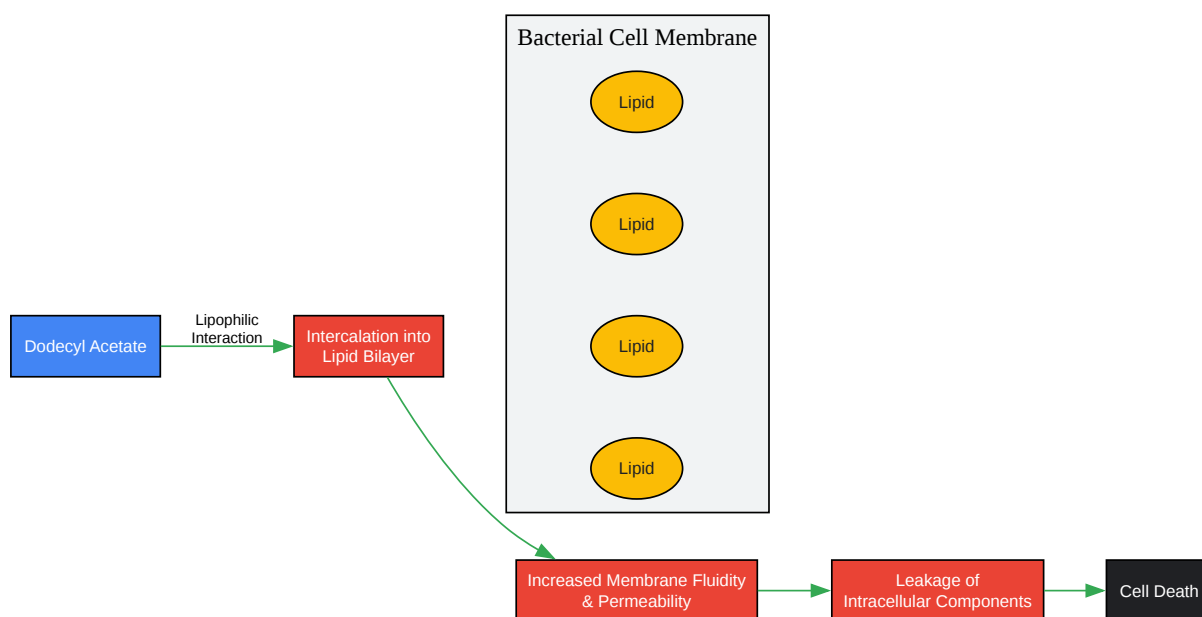 Bacterial Cell Membrane
Lipid
Lipid
Lipid
Lipid
Dodecyl Acetate
Lipophilic
Interaction
Intercalation into
Lipid Bilayer
Increased Membrane Fluidity
& Permeability
Leakage of
Intracellular Components
Cell Death